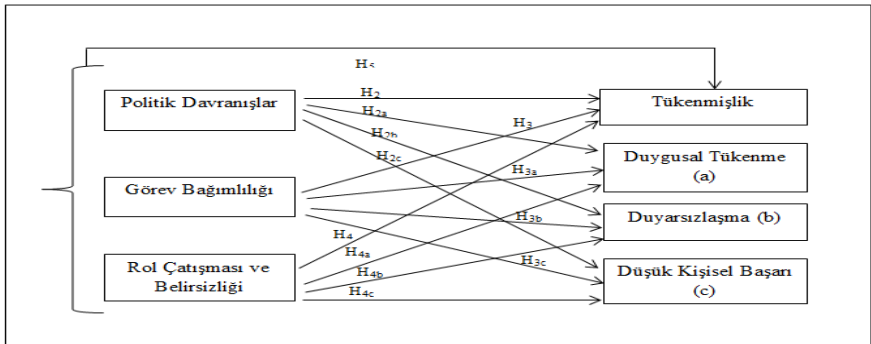 H5
Politik Davranışlar
H2
H2a
H2b
H2c
H3
Tükenmişlik
Duygusal Tükenme
(a)
Görev Bağımlılığı
H3a
H3b
Duyarsızlaşma (b)
Rol Çatışması ve
Belirsizliği
H4
H4a
H4b
H4c
H3c
Düşük Kişisel Başarı
(c)